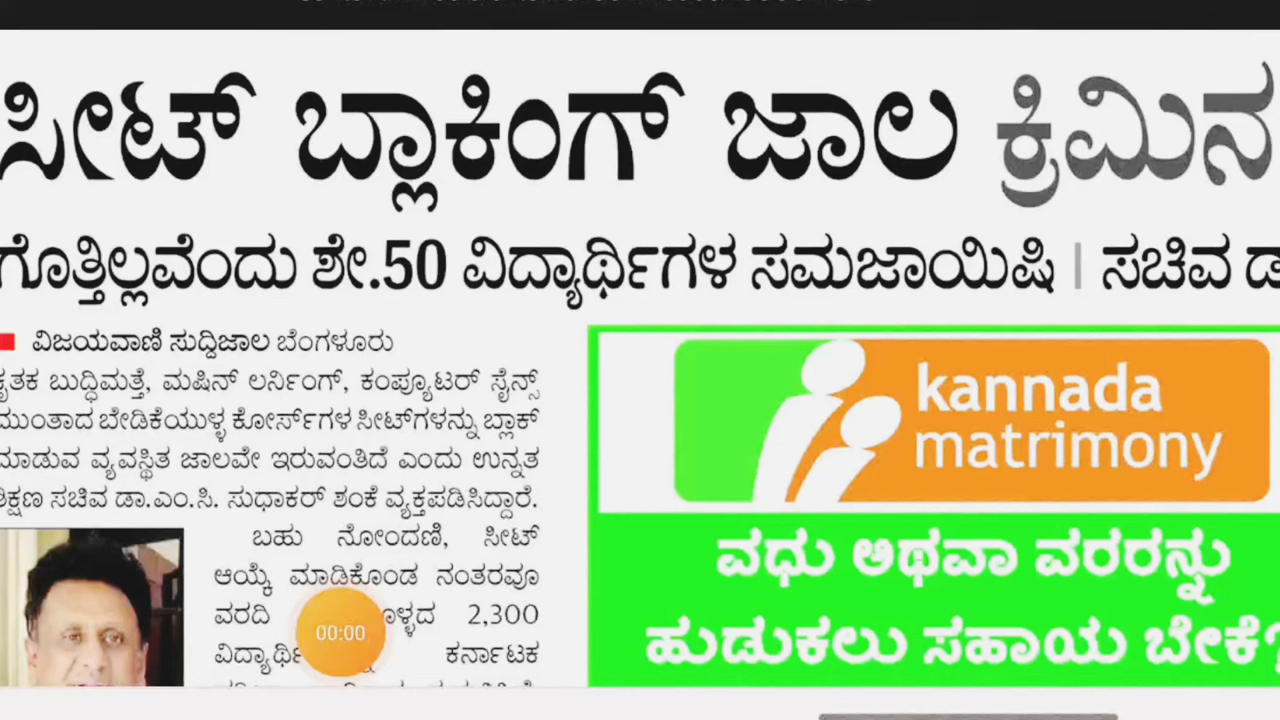 ಸೀಟ್ ಬ್ಲಾಕಿಂಗ್ ಜಾಲ
ಗೊತ್ತಿಲ್ಲವೆಂದು ಶೇ.50 ವಿದ್ಯಾರ್ಥಿಗಳ ಸಮಜಾಯಿಷಿ | ಸಚಿವ
ವಿಜಯವಾಣಿ ಸುದ್ದಿಜಾಲ ಬೆಂಗಳೂರು
ಕೃತಕ ಬುದ್ಧಿಮತ್ತೆ, ಮಷಿನ್ ಲರ್ನಿಂಗ್, ಕಂಪ್ಯೂಟರ್ ಸೈನ್ಸ್
ಮುಂತಾದ ಬೇಡಿಕೆಯುಳ್ಳ ಕೋರ್ಸ್‌ಗಳ ಸೀಟ್‌ಗಳನ್ನು ಬ್ಲಾಕ್
ಮಾಡುವ ವ್ಯವಸ್ಥಿತ ಜಾಲವೇ ಇರುವಂತಿದೆ ಎಂದು ಉನ್ನತ
ಶಿಕ್ಷಣ ಸಚಿವ ಡಾ.ಎಂ.ಸಿ. ಸುಧಾಕರ್ ಶಂಕೆ ವ್ಯಕ್ತಪಡಿಸಿದ್ದಾರೆ.
ಬಹು ನೋಂದಣಿ, ಸೀಟ್
ಆಯ್ಕೆ ಮಾಡಿಕೊಂಡ ನಂತರವೂ
ವರದಿ 2,300
ಕರ್ನಾಟಕ
00:00
kannada
matrimony
ವಧು ಅಥವಾ ವರರನ್ನು
ಹುಡುಕಲು ಸಹಾಯ ಬೇಕೆ?